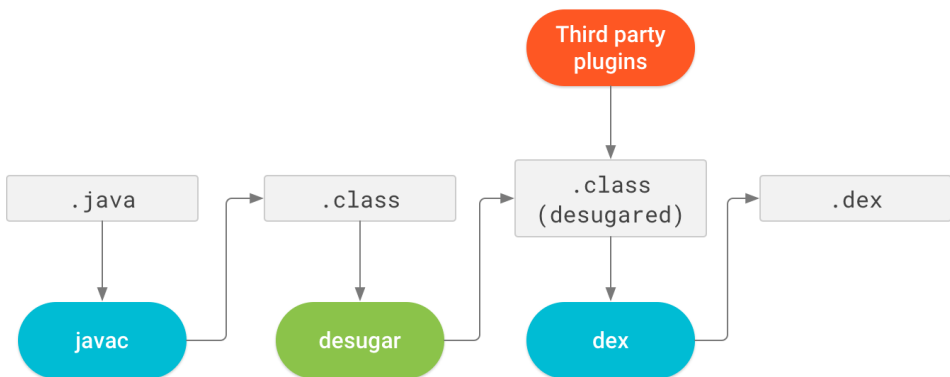 Third party
plugins
.java
.class
.class
(desugared)
.dex
javac
desugar
dex